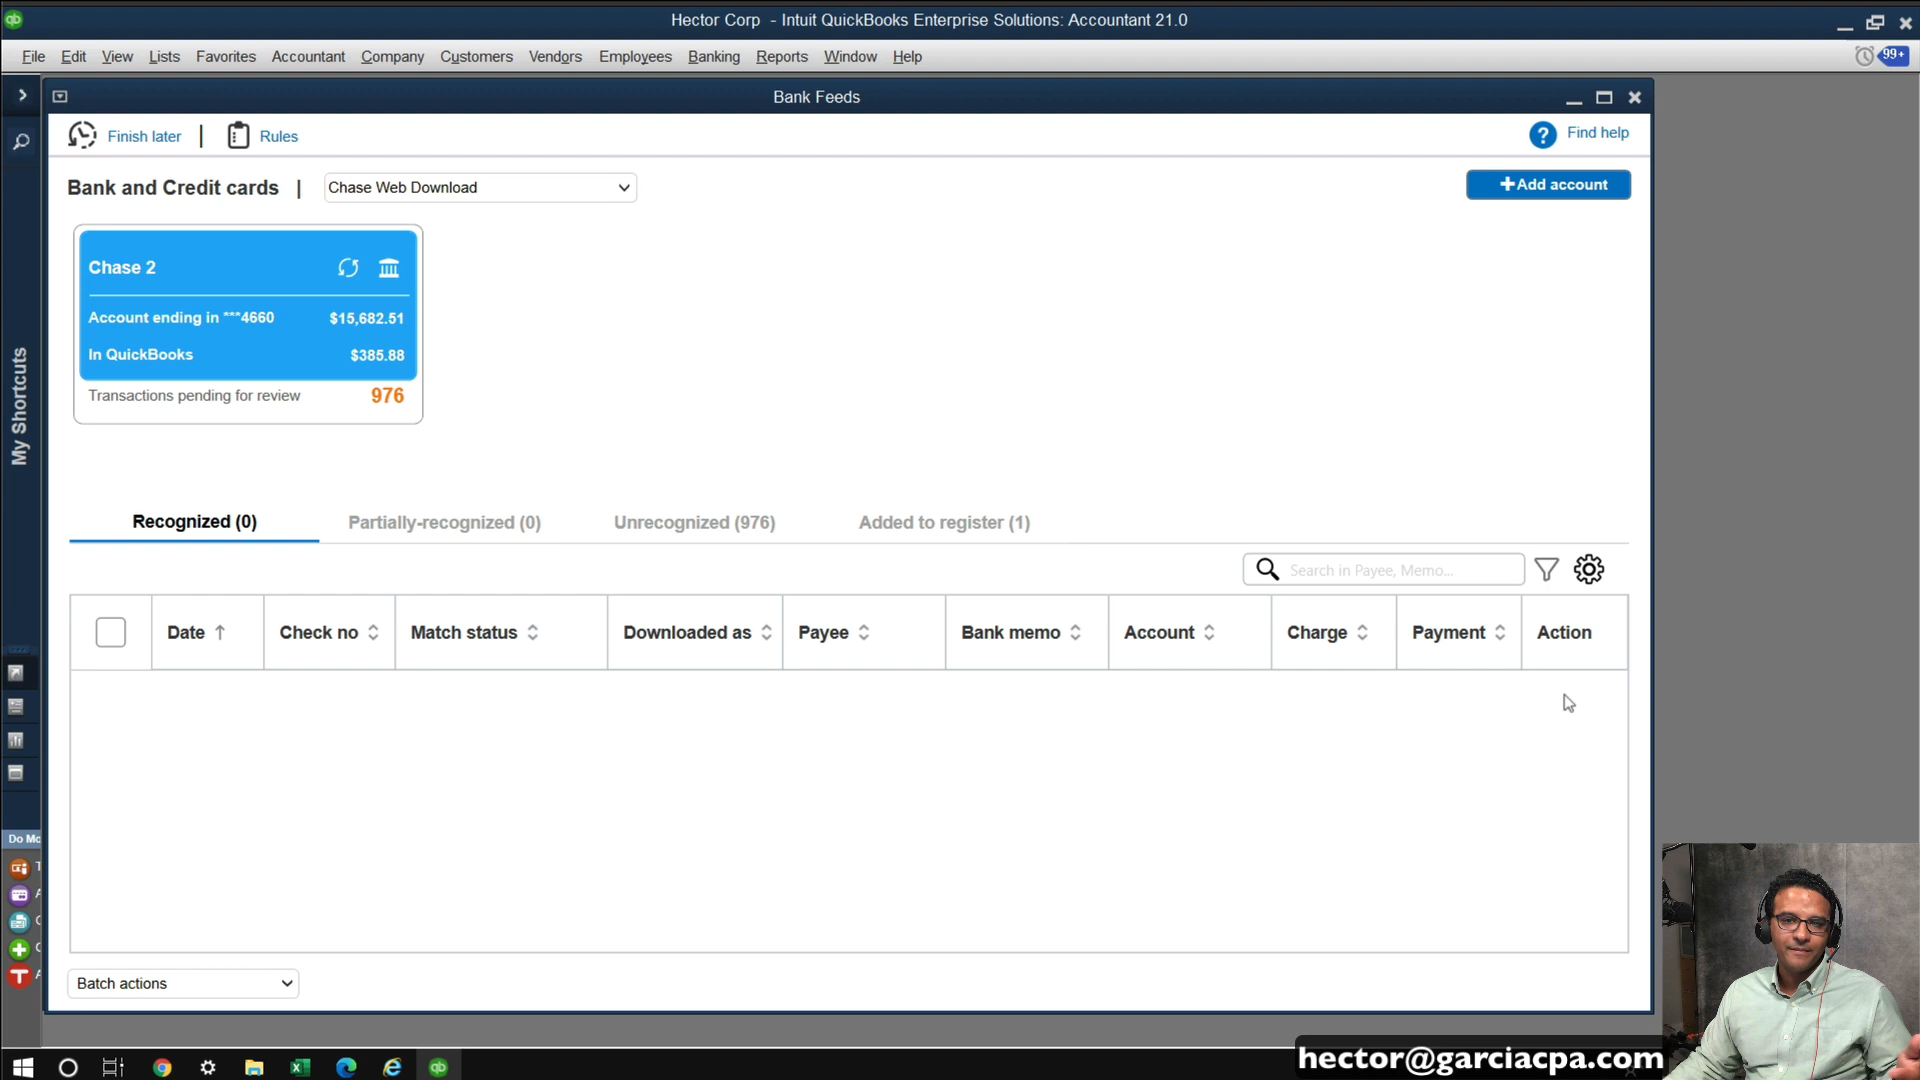 Hector Corp - Intuit QuickBooks Enterprise Solutions: Accountant 21.0
File Edit View Lists Favorites Accountant Company Customers Vendors Employees Banking Reports Window Help
99+
Bank Feeds
Finish later | Rules
Find help
Bank and Credit cards | Chase Web Download
Add account
Chase 2
Account ending in ***4660 $15,682.51
In QuickBooks $385.88
Transactions pending for review 976
My Shortcuts
Recognized (0) Partially-recognized (0) Unrecognized (976) Added to register (1)
Search in Payee, Memo...
Date Check no Match status Downloaded as Payee Bank memo Account Charge Payment Action
Do Mo
Batch actions
hector@garciacpa.com